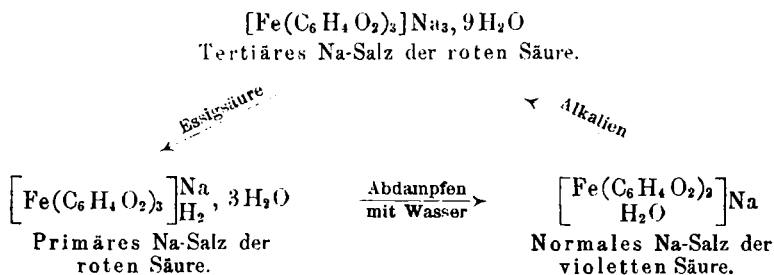 [Fe(C₆H₄O₂)₃]Na₃, 9H₂O
Tertiäres Na-Salz der roten Säure.
Essigsäure
Alkalien
[Fe(C₆H₄O₂)₃] Na H₂, 3H₂O
Abdampfen
mit Wasser
[Fe(C₆H₄O₂)₂ H₂O]Na
Primäres Na-Salz der
roten Säure.
Normales Na-Salz der
violetten Säure.